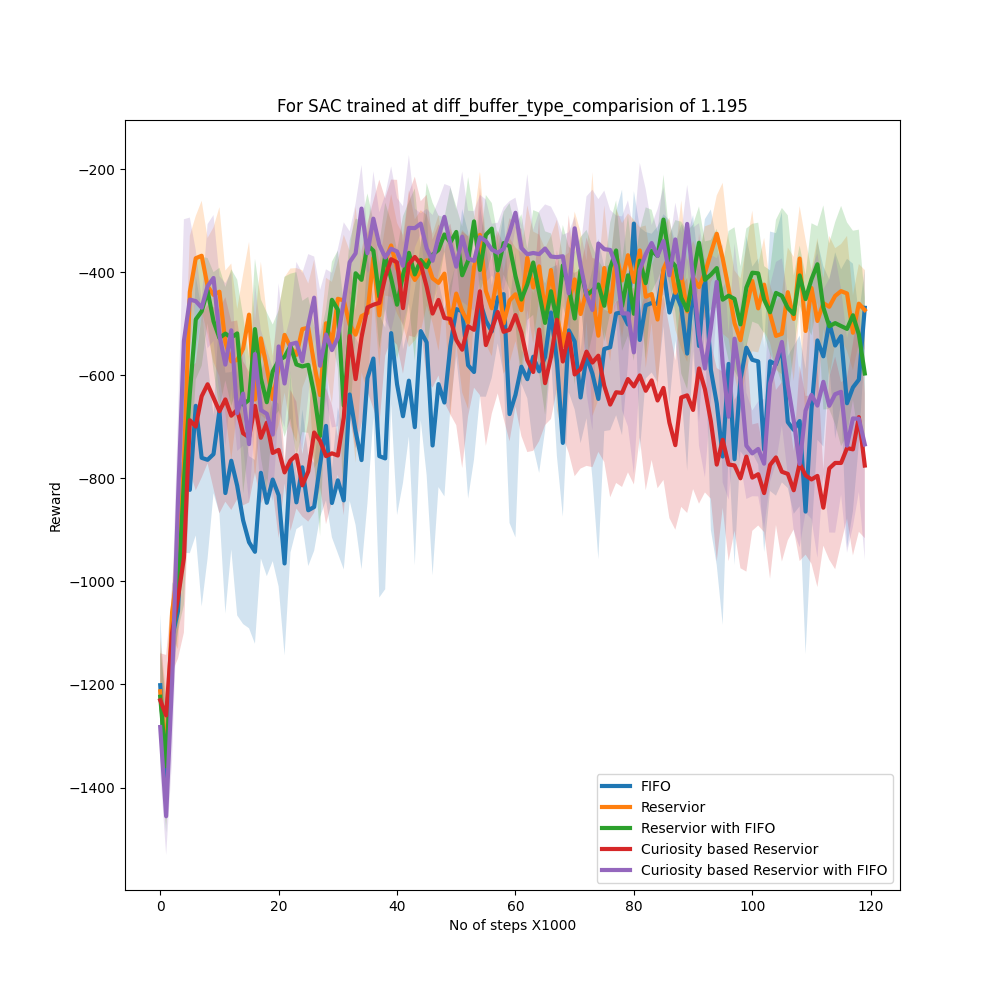 For SAC trained at diff_buffer_type_comparision of 1.195
−200
−400
−600
−800
−1000
−1200
−1400
Reward
0 20 40 60 80 100 120
No of steps X1000
FIFO
Reservior
Reservior with FIFO
Curiosity based Reservior
Curiosity based Reservior with FIFO